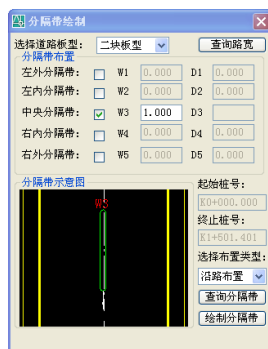 分隔带绘制
选择道路板型: 二块板型 查询路宽
分隔带布置
左外分隔带: W1 0.000 D1 0.000
左内分隔带: W2 0.000 D2 0.000
中央分隔带: W3 1.000 D3
右内分隔带: W4 0.000 D4 0.000
右外分隔带: W5 0.000 D5 0.000
分隔带示意图
W3
起始桩号:
K0+000.000
终止桩号:
K1+501.401
选择布置类型:
沿路布置
查询分隔带
绘制分隔带